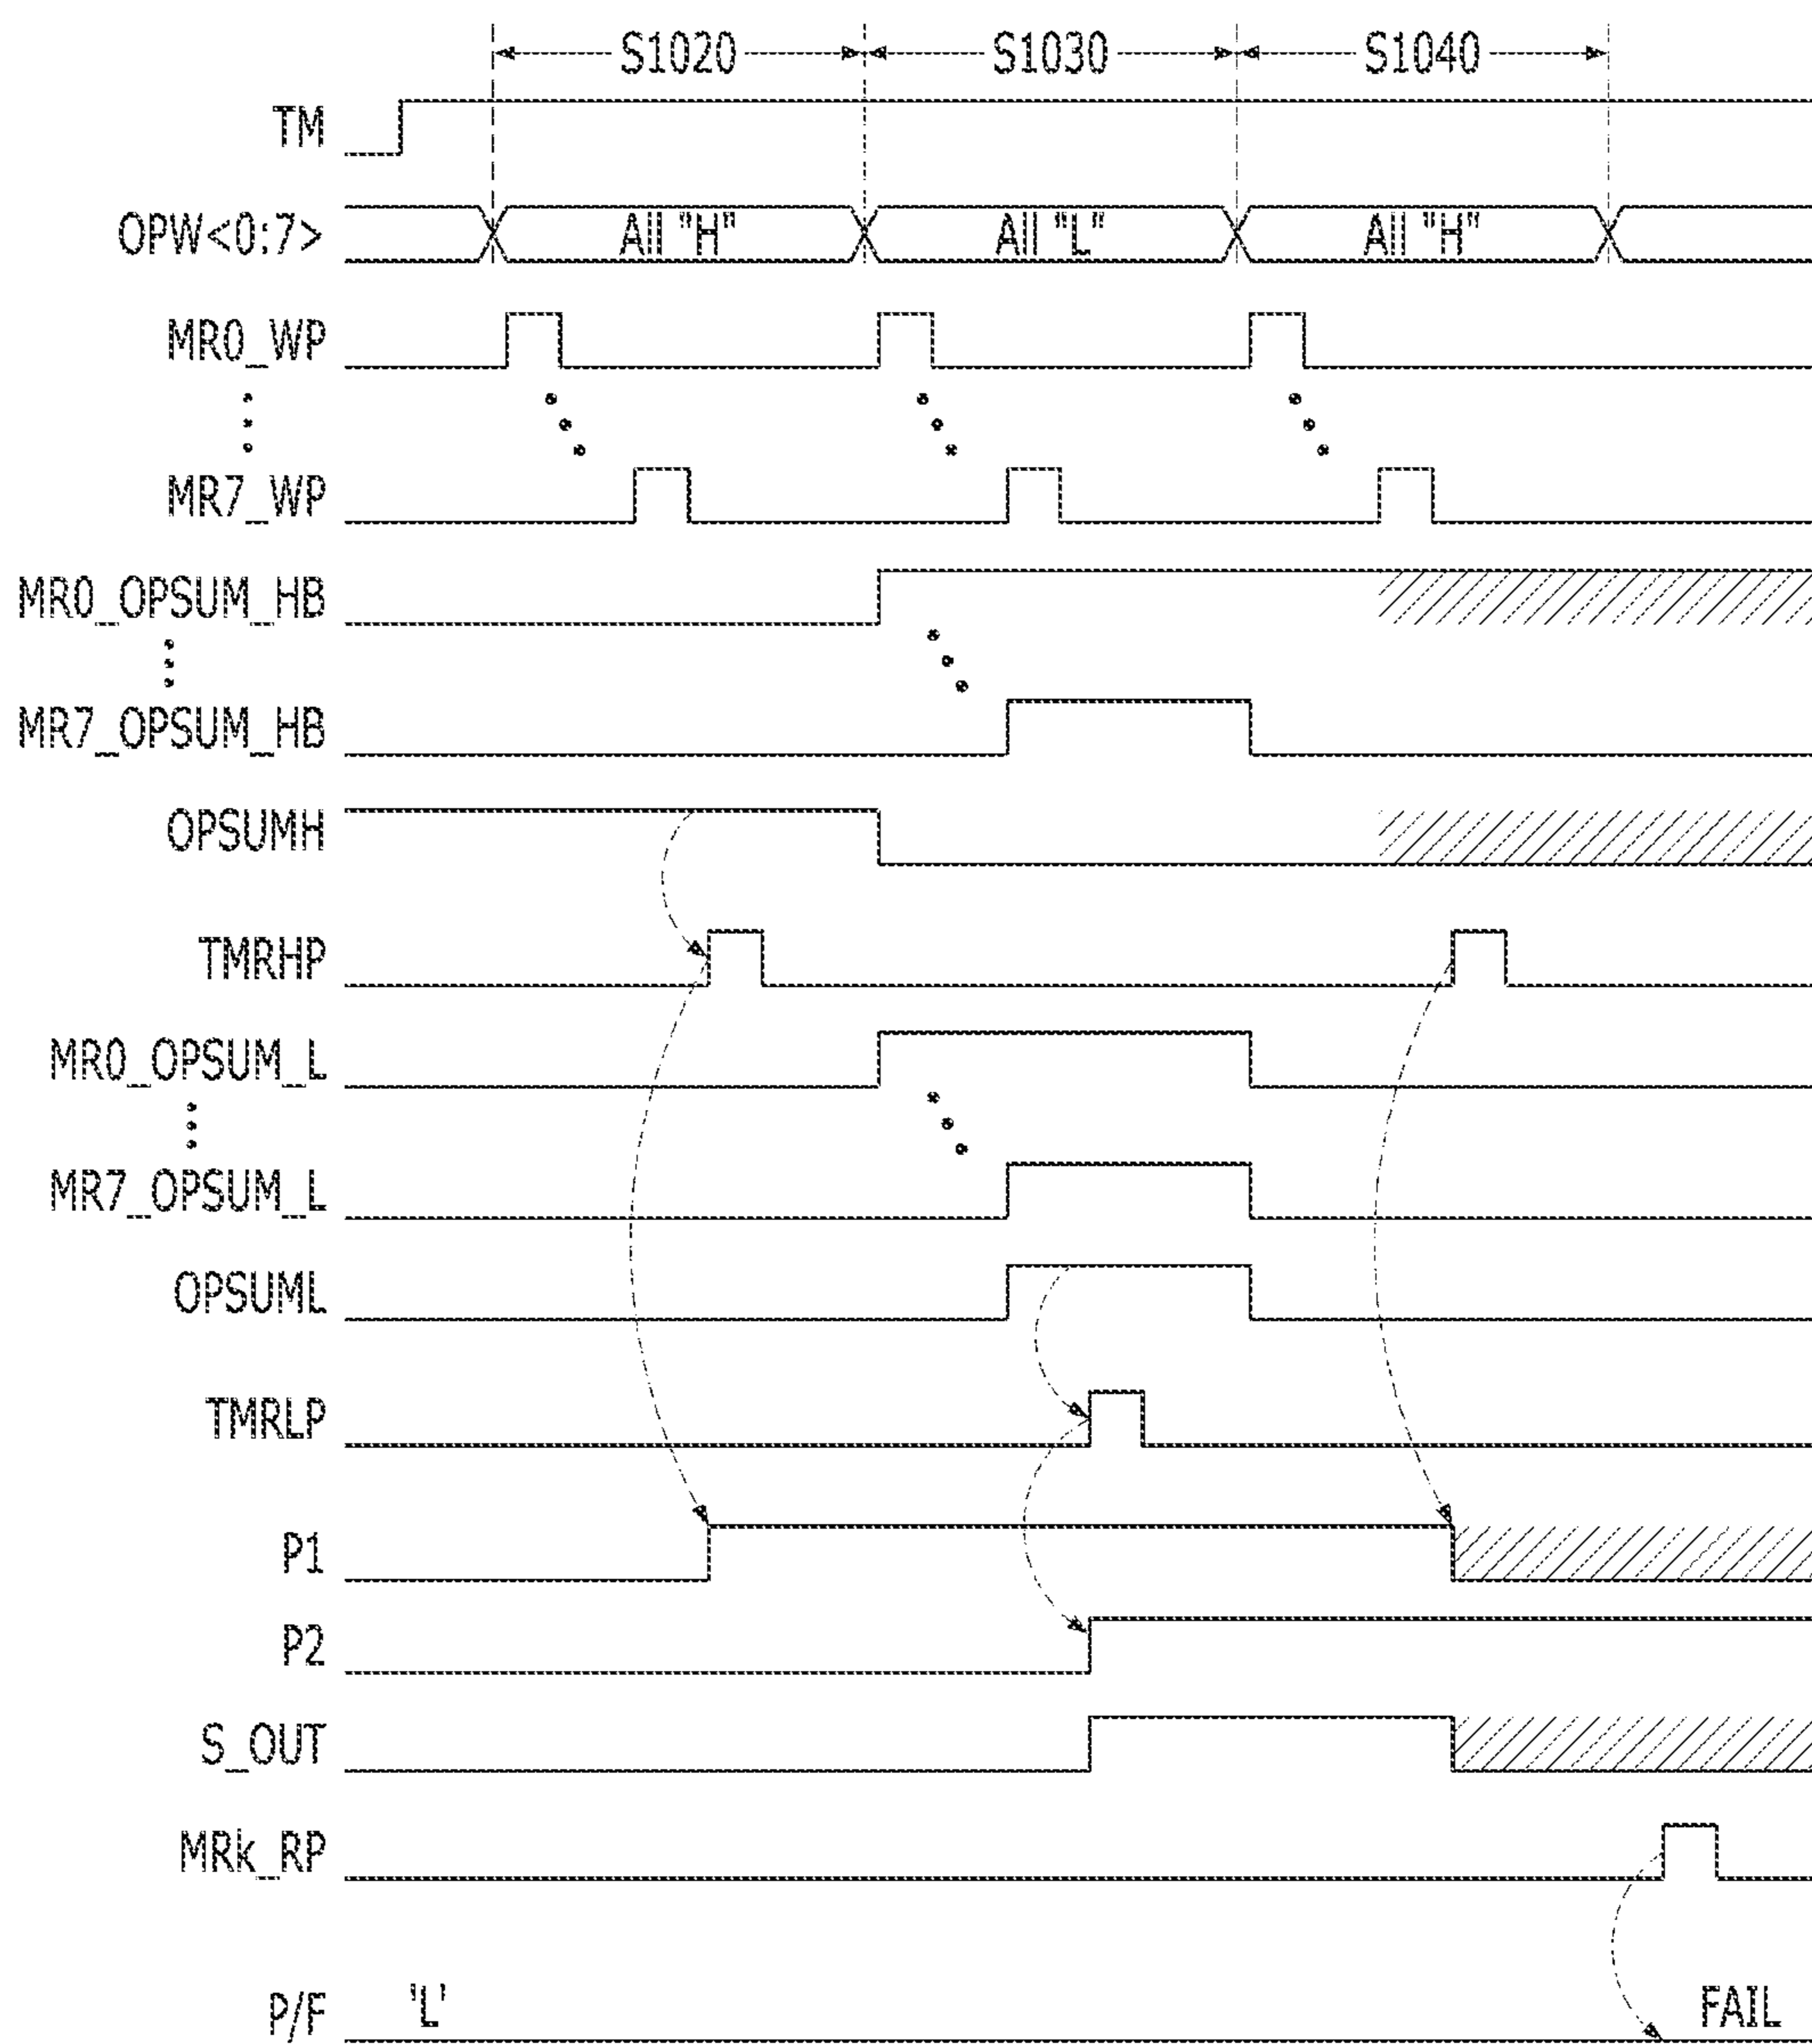 S1020 S1030 S1040
TM
OPW<0:7> All "H" All "L" All "H"
MR0_WP
MR7_WP
MR0_OPSUM_HB
MR7_OPSUM_HB
OPSUMH
TMRHP
MR0_OPSUM_L
MR7_OPSUM_L
OPSUML
TMRLP
P1
P2
S_OUT
MRk_RP
P/F 'L' FAIL